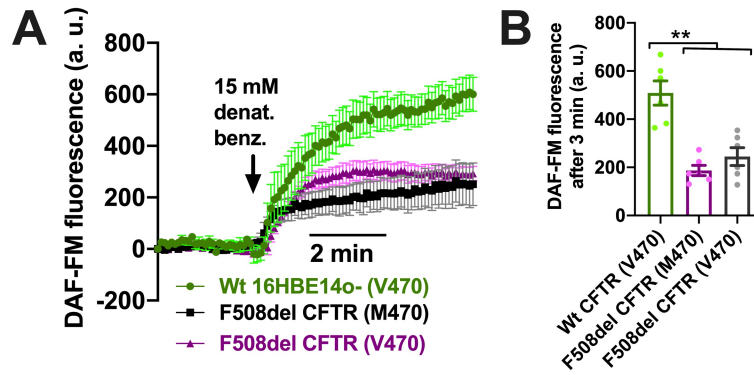 A
DAF-FM fluorescence (a. u.)
800
600
400
200
0
-200
15 mM
denat.
benz.
2 min
Wt 16HBE14o- (V470)
F508del CFTR (M470)
F508del CFTR (V470)
B
DAF-FM fluorescence
after 3 min (a. u.)
800
600
400
200
0
**
Wt CFTR (V470)
F508del CFTR (M470)
F508del CFTR (V470)